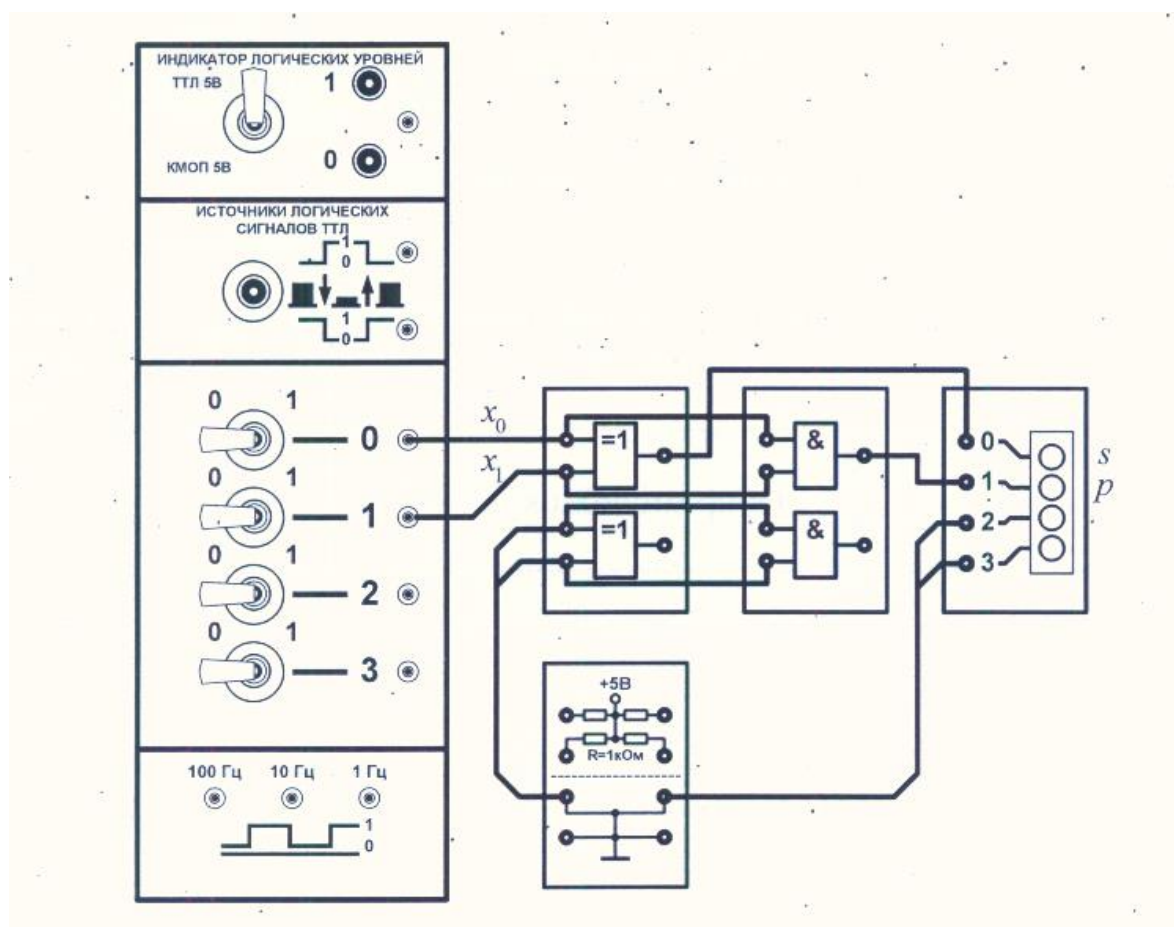 ИНДИКАТОР ЛОГИЧЕСКИХ УРОВНЕЙ
ТТЛ 5В
1
КМОП 5В
0
ИСТОЧНИКИ ЛОГИЧЕСКИХ
СИГНАЛОВ ТТЛ
1
0
1
0
0 1
0
0 1
1
0 1
2
0 1
3
x0
x1
=1
&
=1
&
0
1
2
3
s
p
+5В
R=1кОм
100 Гц 10 Гц 1 Гц
1
0